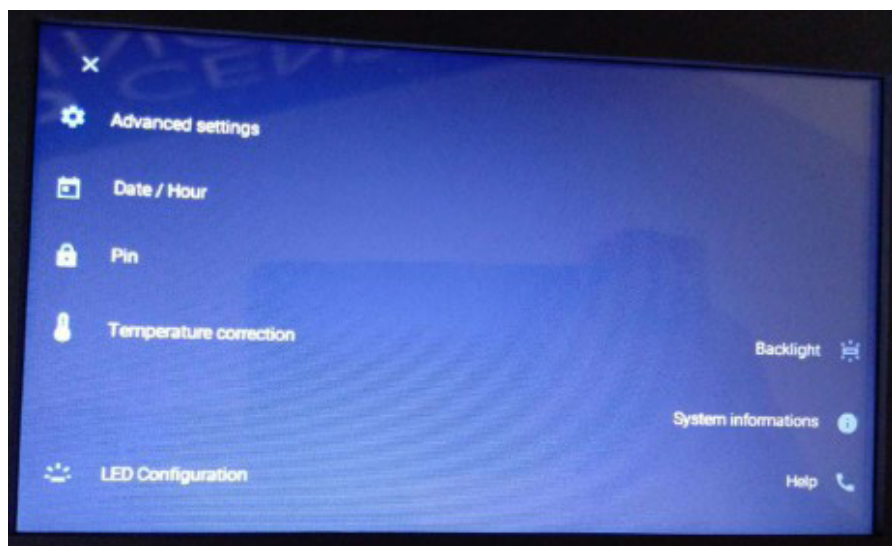 Advanced settings
Date / Hour
Pin
Temperature correction
Backlight
System informations
LED Configuration
Help